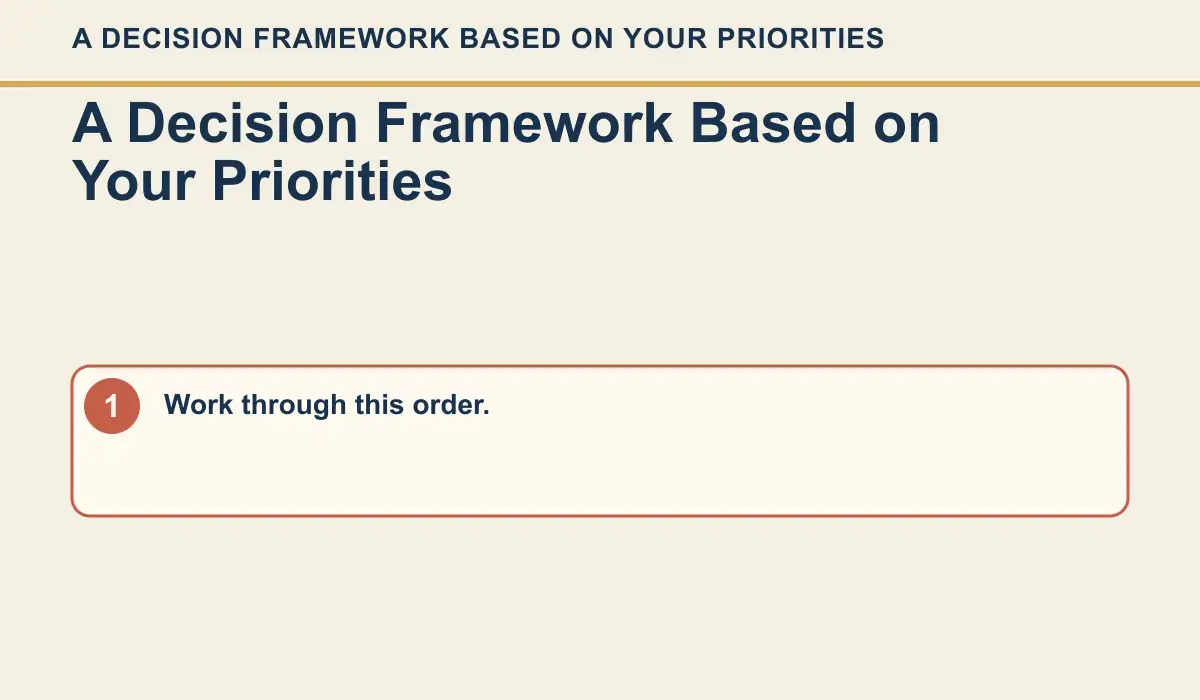 A DECISION FRAMEWORK BASED ON YOUR PRIORITIES
A Decision Framework Based on
Your Priorities
1 Work through this order.